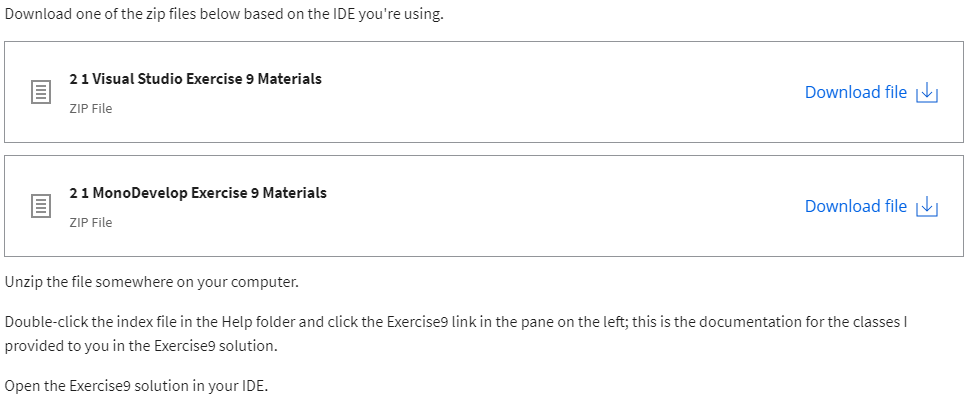 Download one of the zip files below based on the IDE you're using.
2 1 Visual Studio Exercise 9 Materials
Download file
ZIP File
2 1 MonoDevelop Exercise 9 Materials
Download file
ZIP File
Unzip the file somewhere on your computer.
Double-click the index file in the Help folder and click the Exercise9 link in the pane on the left; this is the documentation for the classes I
provided to you in the Exercise9 solution.
Open the Exercise9 solution in your IDE.